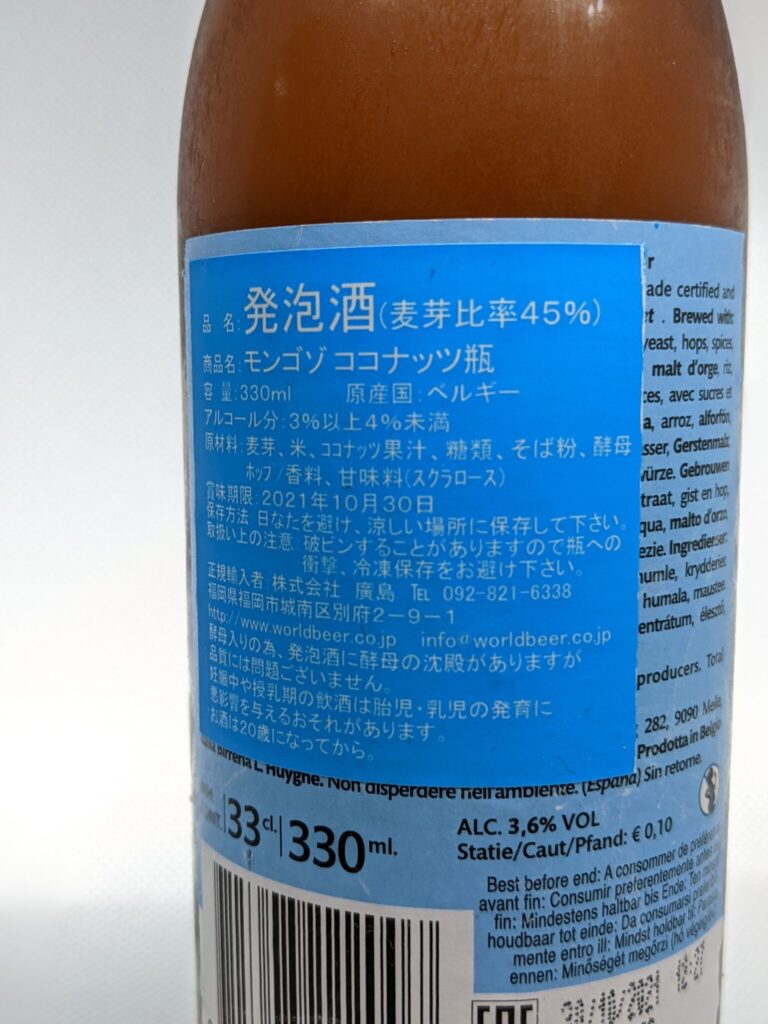 品 名:発泡酒(麦芽比率45%)
商品名:モンゴゾ ココナッツ瓶
容 量:330ml 原産国:ベルギー
アルコール分:3%以上4%未満
原材料:麦芽、米、ココナッツ果汁、糖類、そば粉、酵母
ホップ/香料、甘味料(スクラロース)
賞味期限:2021年10月30日
保存方法 日なたを避け、涼しい場所に保存して下さい。
取扱い上の注意 破ビンすることがありますので瓶への
衝撃、冷凍保存をお避け下さい。
正規輸入者 株式会社 廣島 TEL 092-821-6338
福岡県福岡市城南区別府2-9-1
http://www.worldbeer.co.jp info@worldbeer.co.jp
酵母入りの為、発泡酒に酵母の沈殿がありますが
品質には問題ございません。
妊娠中や授乳期の飲酒は胎児・乳児の発育に
悪影響を与えるおそれがあります。
お酒は20歳になってから。
ade certified and
. Brewed with:
yeast, hops, spices,
malt d'orge, riz,
ces, avec sucres et
a, arroz, alforfón,
sser, Gerstenmalz,
würze. Gebrouwen
traat, gist en hop,
qua, malto d'orzo,
ezie. Ingredienser:
humle, krydderier.
humala, mausteet.
entrátum, élesztő,
producers. Total
282, 9090 Melle,
Prodotta in Belgio
Birreria L. Huyghe. Non disperdere nell'ambiente. (España) Sin retorne.
33 cl. 330 ml.
ALC. 3,6% VOL
Statie/Caut/Pfand: € 0,10
Best before end: A consommer de préférence
avant fin: Consumir preferentemente antes del
fin: Mindestens haltbar bis Ende: Ten minste
houdbaar tot einde: Da consumarsi preferibil
mente entro ill: Mindst holdbar til: Parasta
ennen: Minőségét megőrzi (hó végéig)
EAC